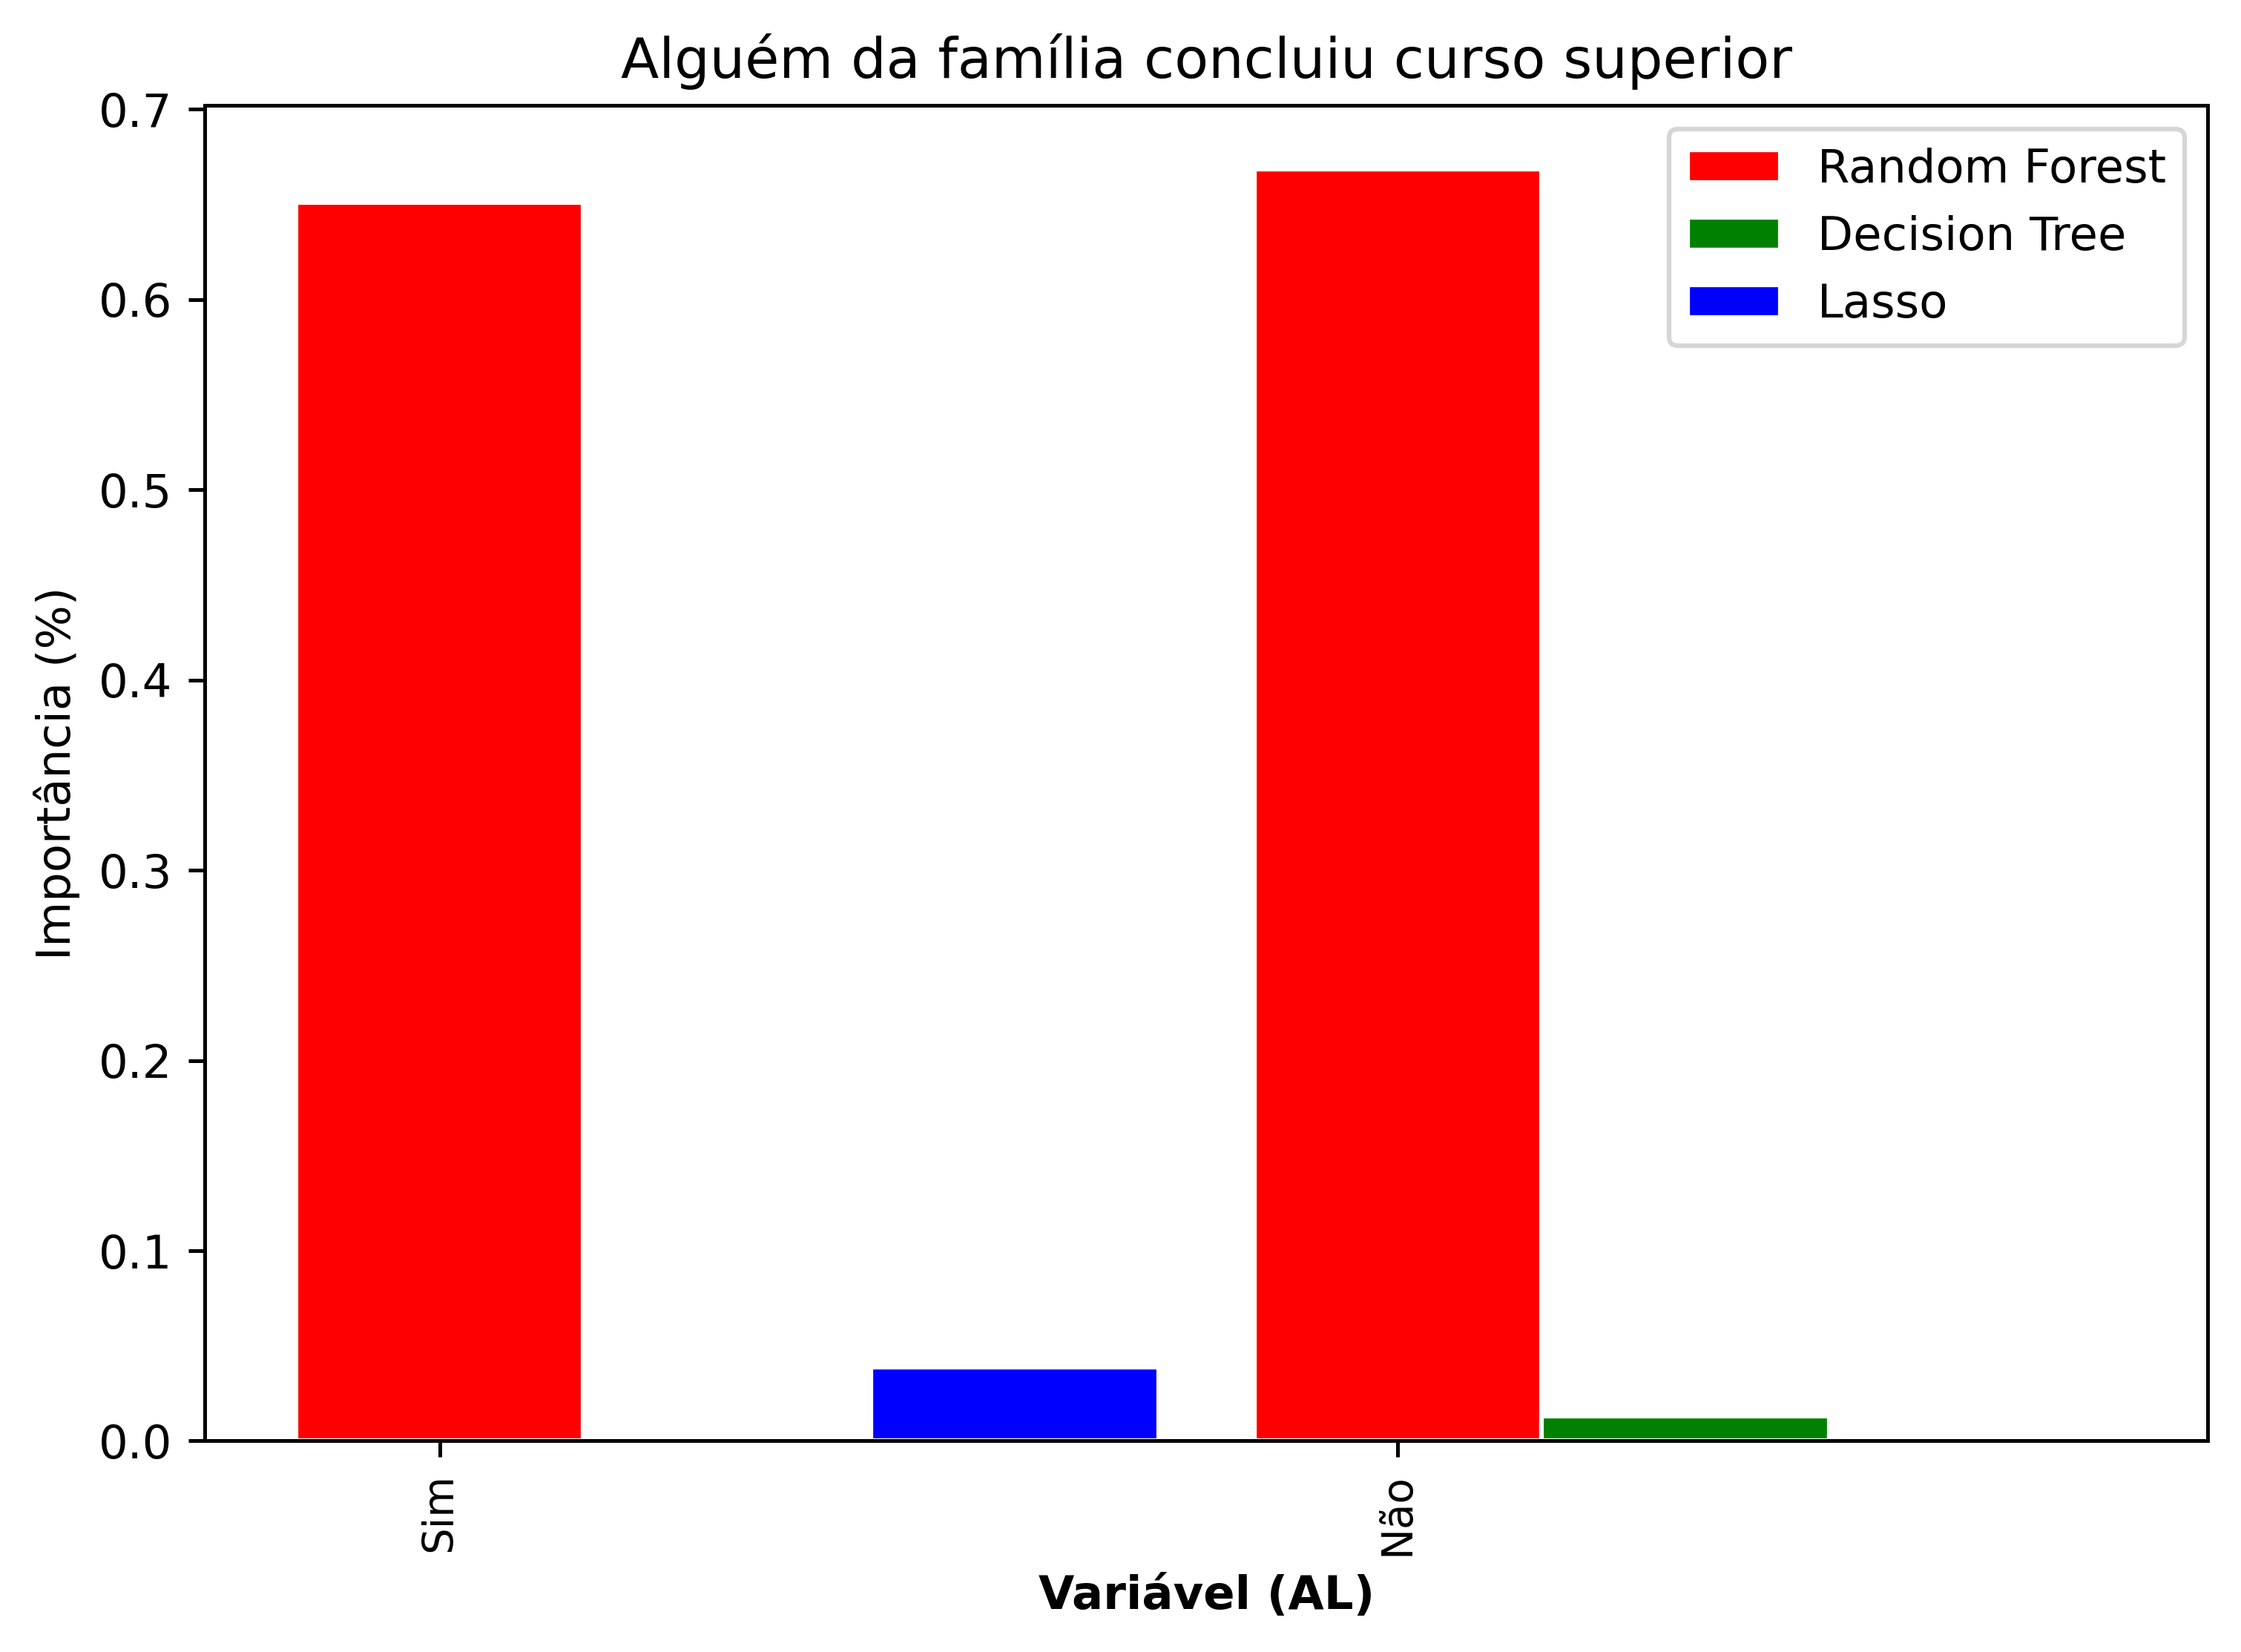 Alguém da família concluiu curso superior
Random Forest
Decision Tree
Lasso
Importância (%)
0.7
0.6
0.5
0.4
0.3
0.2
0.1
0.0
Sim
Não
Variável (AL)